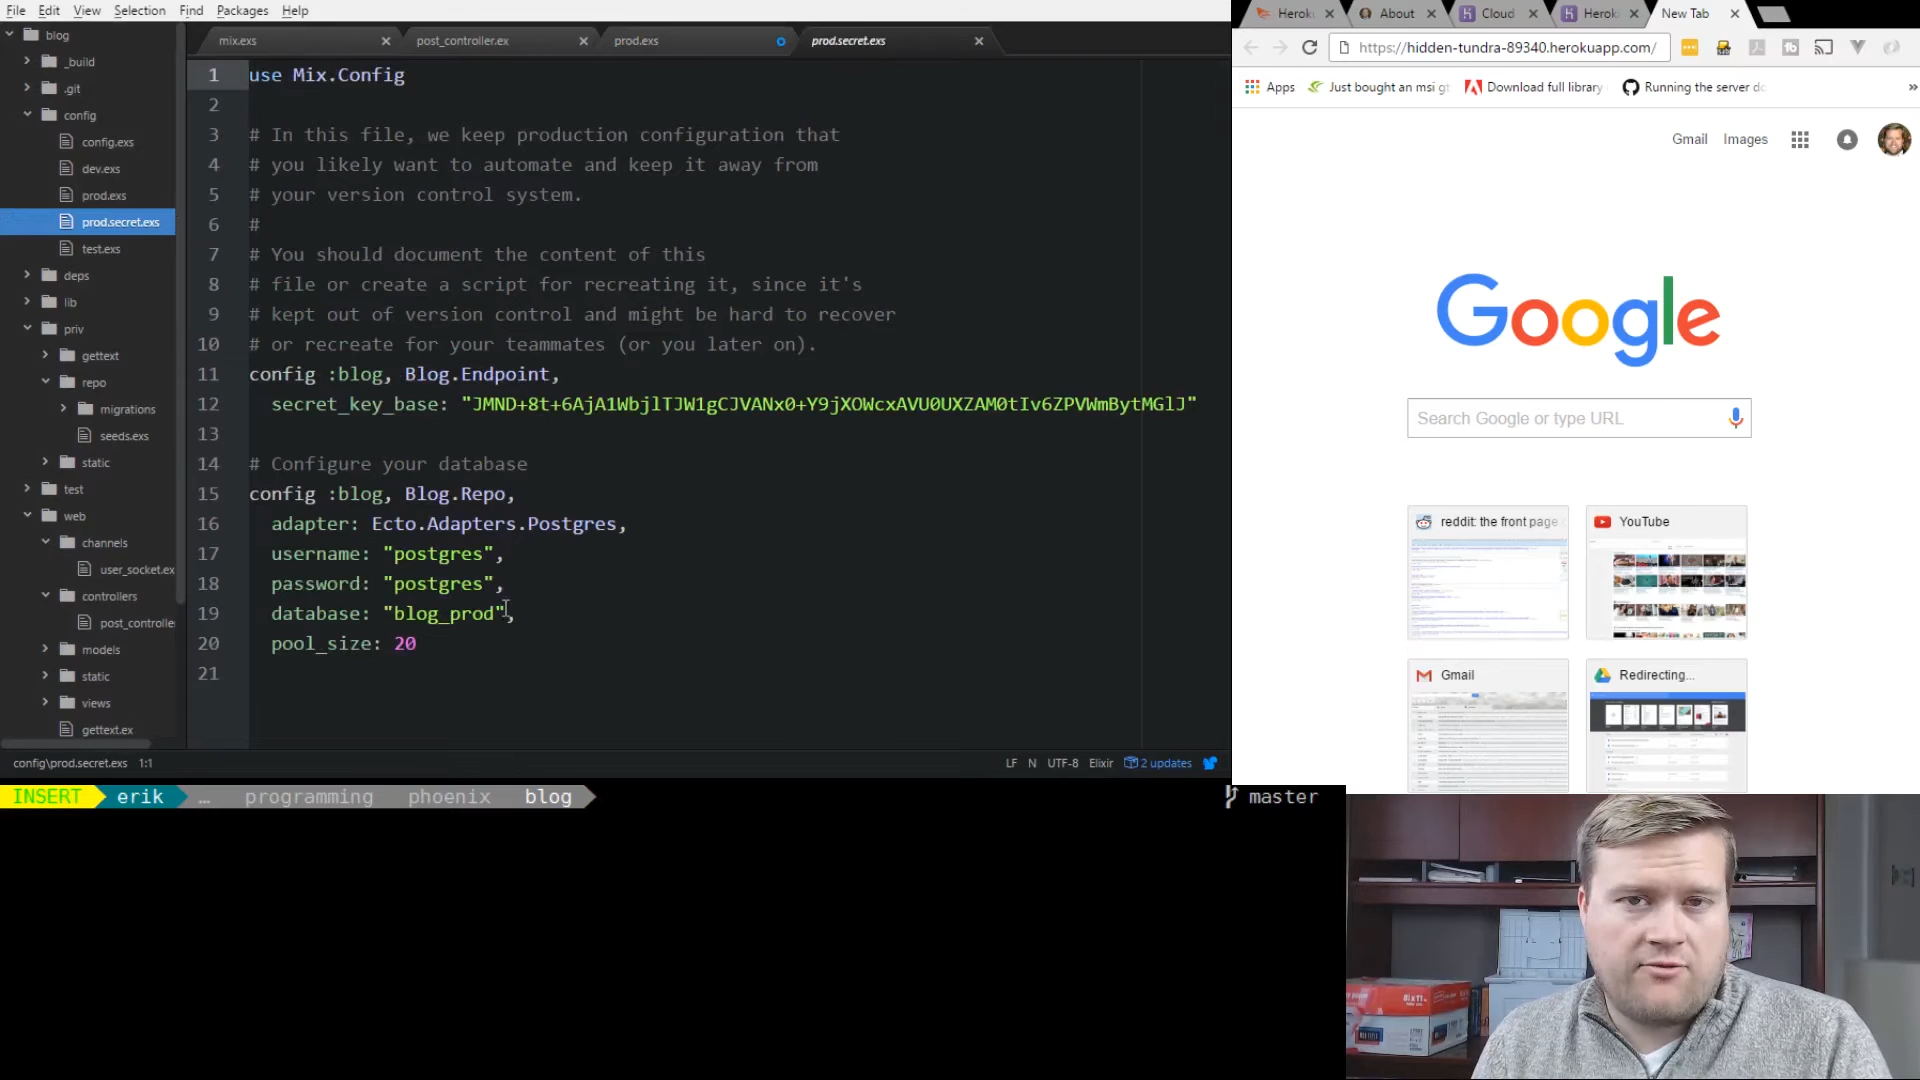 File Edit View Selection Find Packages Help
blog
_build
.git
config
config.exs
dev.exs
prod.exs
prod.secret.exs
test.exs
deps
lib
priv
gettext
repo
migrations
seeds.exs
static
test
web
channels
user_socket.ex
controllers
post_controlle
models
static
views
gettext.ex
mix.exs post_controller.ex prod.exs prod.secret.exs
1 use Mix.Config
2
3 # In this file, we keep production configuration that
4 # you likely want to automate and keep it away from
5 # your version control system.
6 #
7 # You should document the content of this
8 # file or create a script for recreating it, since it's
9 # kept out of version control and might be hard to recover
10 # or recreate for your teammates (or you later on).
11 config :blog, Blog.Endpoint,
12 secret_key_base: "JMND+8t+6AjA1WbjlTJW1gCJVANx0+Y9jXOWcxAVU0UXZAM0tIv6ZPVWmBytMGlJ"
13
14 # Configure your database
15 config :blog, Blog.Repo,
16 adapter: Ecto.Adapters.Postgres,
17 username: "postgres",
18 password: "postgres",
19 database: "blog_prod",
20 pool_size: 20
21
config\prod.secret.exs 1:1
LF N UTF-8 Elixir 2 updates
INSERT erik … programming phoenix blog
master
Heroku About Cloud Herok New Tab
https://hidden-tundra-89340.herokuapp.com/
Apps Just bought an msi gt Download full library Running the server do »
Gmail Images
Google
Search Google or type URL
reddit: the front page YouTube
Gmail Redirecting...